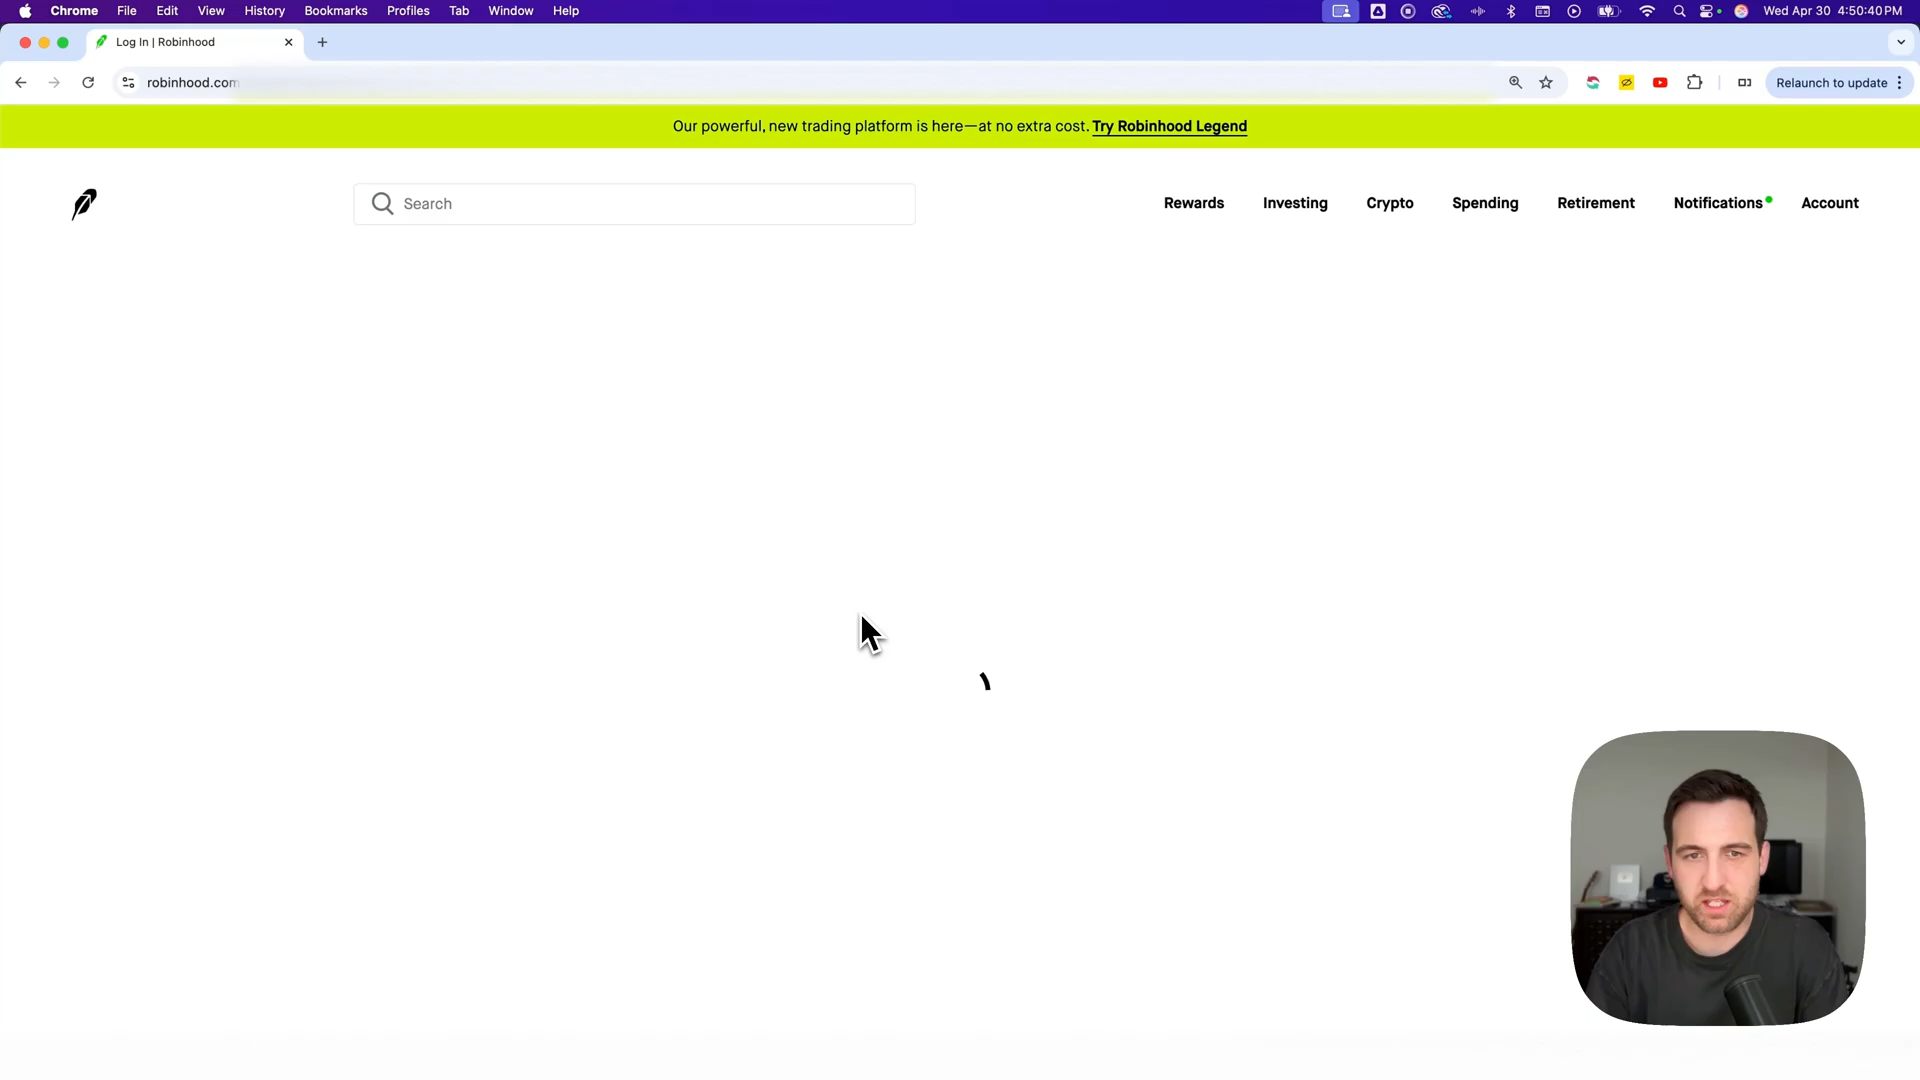 Chrome File Edit View History Bookmarks Profiles Tab Window Help Wed Apr 30 4:50:40 PM
Log In | Robinhood
robinhood.com Relaunch to update
Our powerful, new trading platform is here—at no extra cost. Try Robinhood Legend
Search Rewards Investing Crypto Spending Retirement Notifications Account